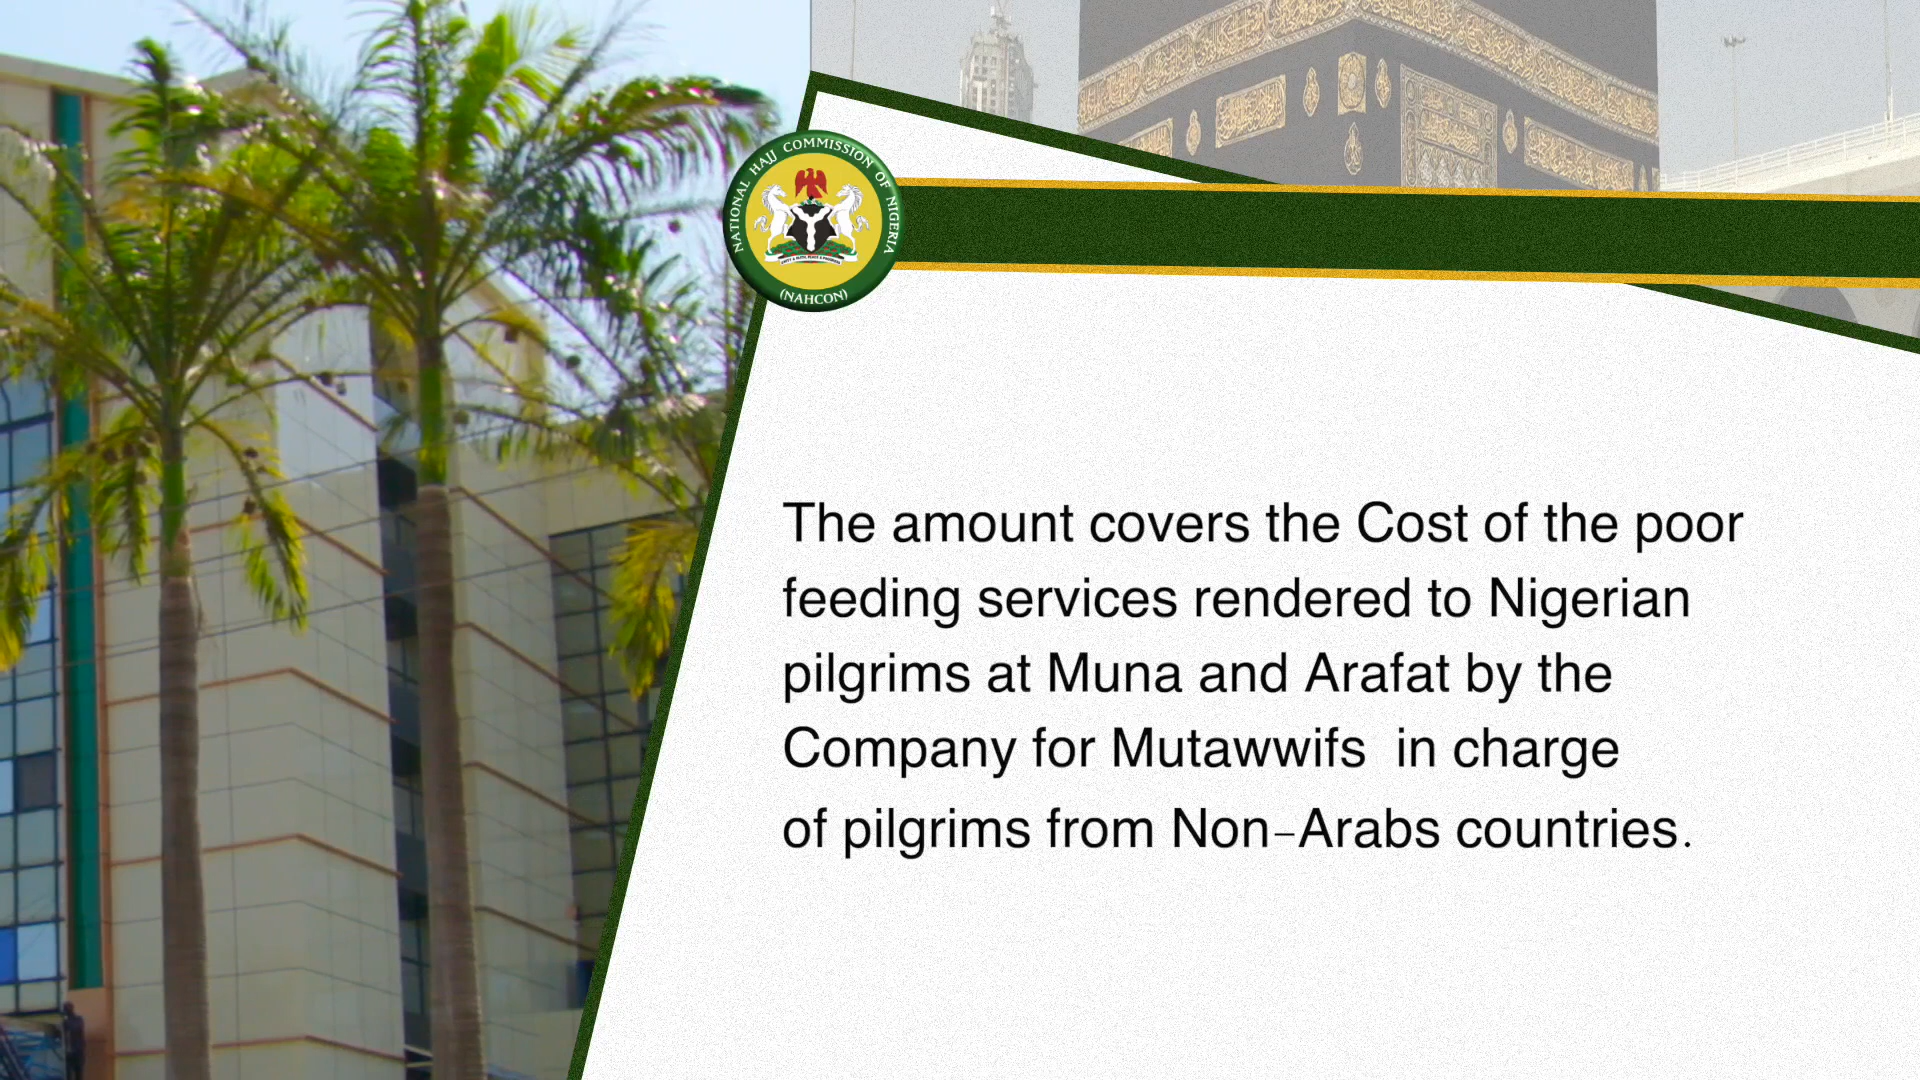 NATIONAL HAJJ COMMISSION OF NIGERIA
(NAHCON)
The amount covers the Cost of the poor
feeding services rendered to Nigerian
pilgrims at Muna and Arafat by the
Company for Mutawwifs  in charge
of pilgrims from Non-Arabs countries.